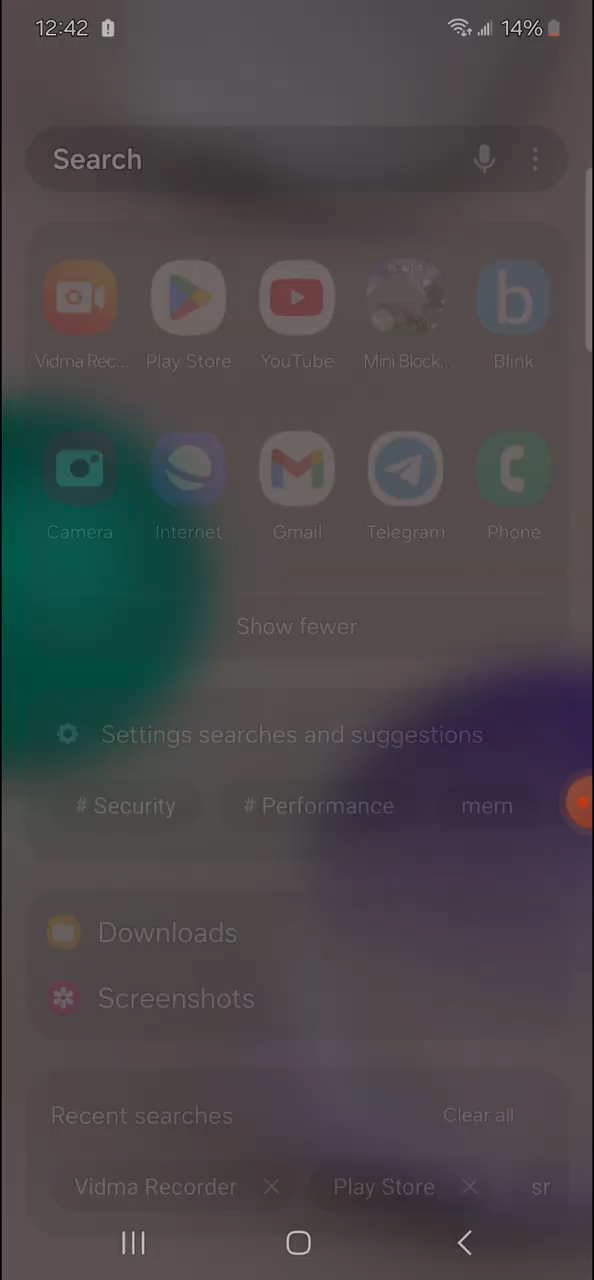 12:42 14%
Search
Vidma Rec... Play Store YouTube Mini Block... Blink
Camera Internet Gmail Telegram Phone
Show fewer
Settings searches and suggestions
# Security # Performance mem
Downloads
Screenshots
Recent searches Clear all
Vidma Recorder Play Store sr